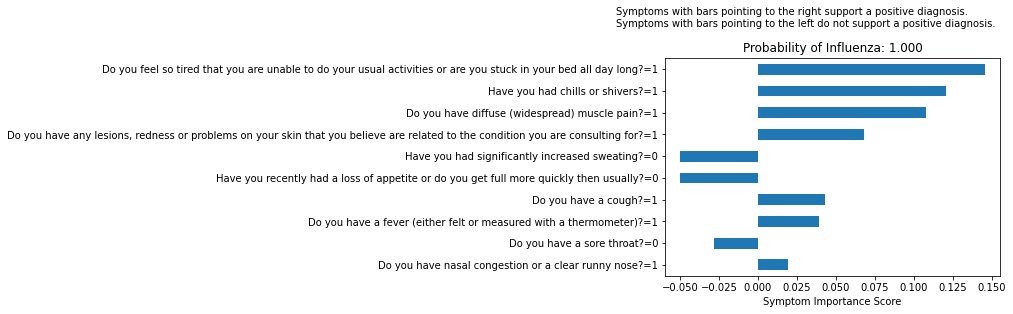 Symptoms with bars pointing to the right support a positive diagnosis.
Symptoms with bars pointing to the left do not support a positive diagnosis.
Probability of Influenza: 1.000
Do you feel so tired that you are unable to do your usual activities or are you stuck in your bed all day long?=1
Have you had chills or shivers?=1
Do you have diffuse (widespread) muscle pain?=1
Do you have any lesions, redness or problems on your skin that you believe are related to the condition you are consulting for?=1
Have you had significantly increased sweating?=0
Have you recently had a loss of appetite or do you get full more quickly then usually?=0
Do you have a cough?=1
Do you have a fever (either felt or measured with a thermometer)?=1
Do you have a sore throat?=0
Do you have nasal congestion or a clear runny nose?=1
−0.050 −0.025 0.000 0.025 0.050 0.075 0.100 0.125 0.150
Symptom Importance Score